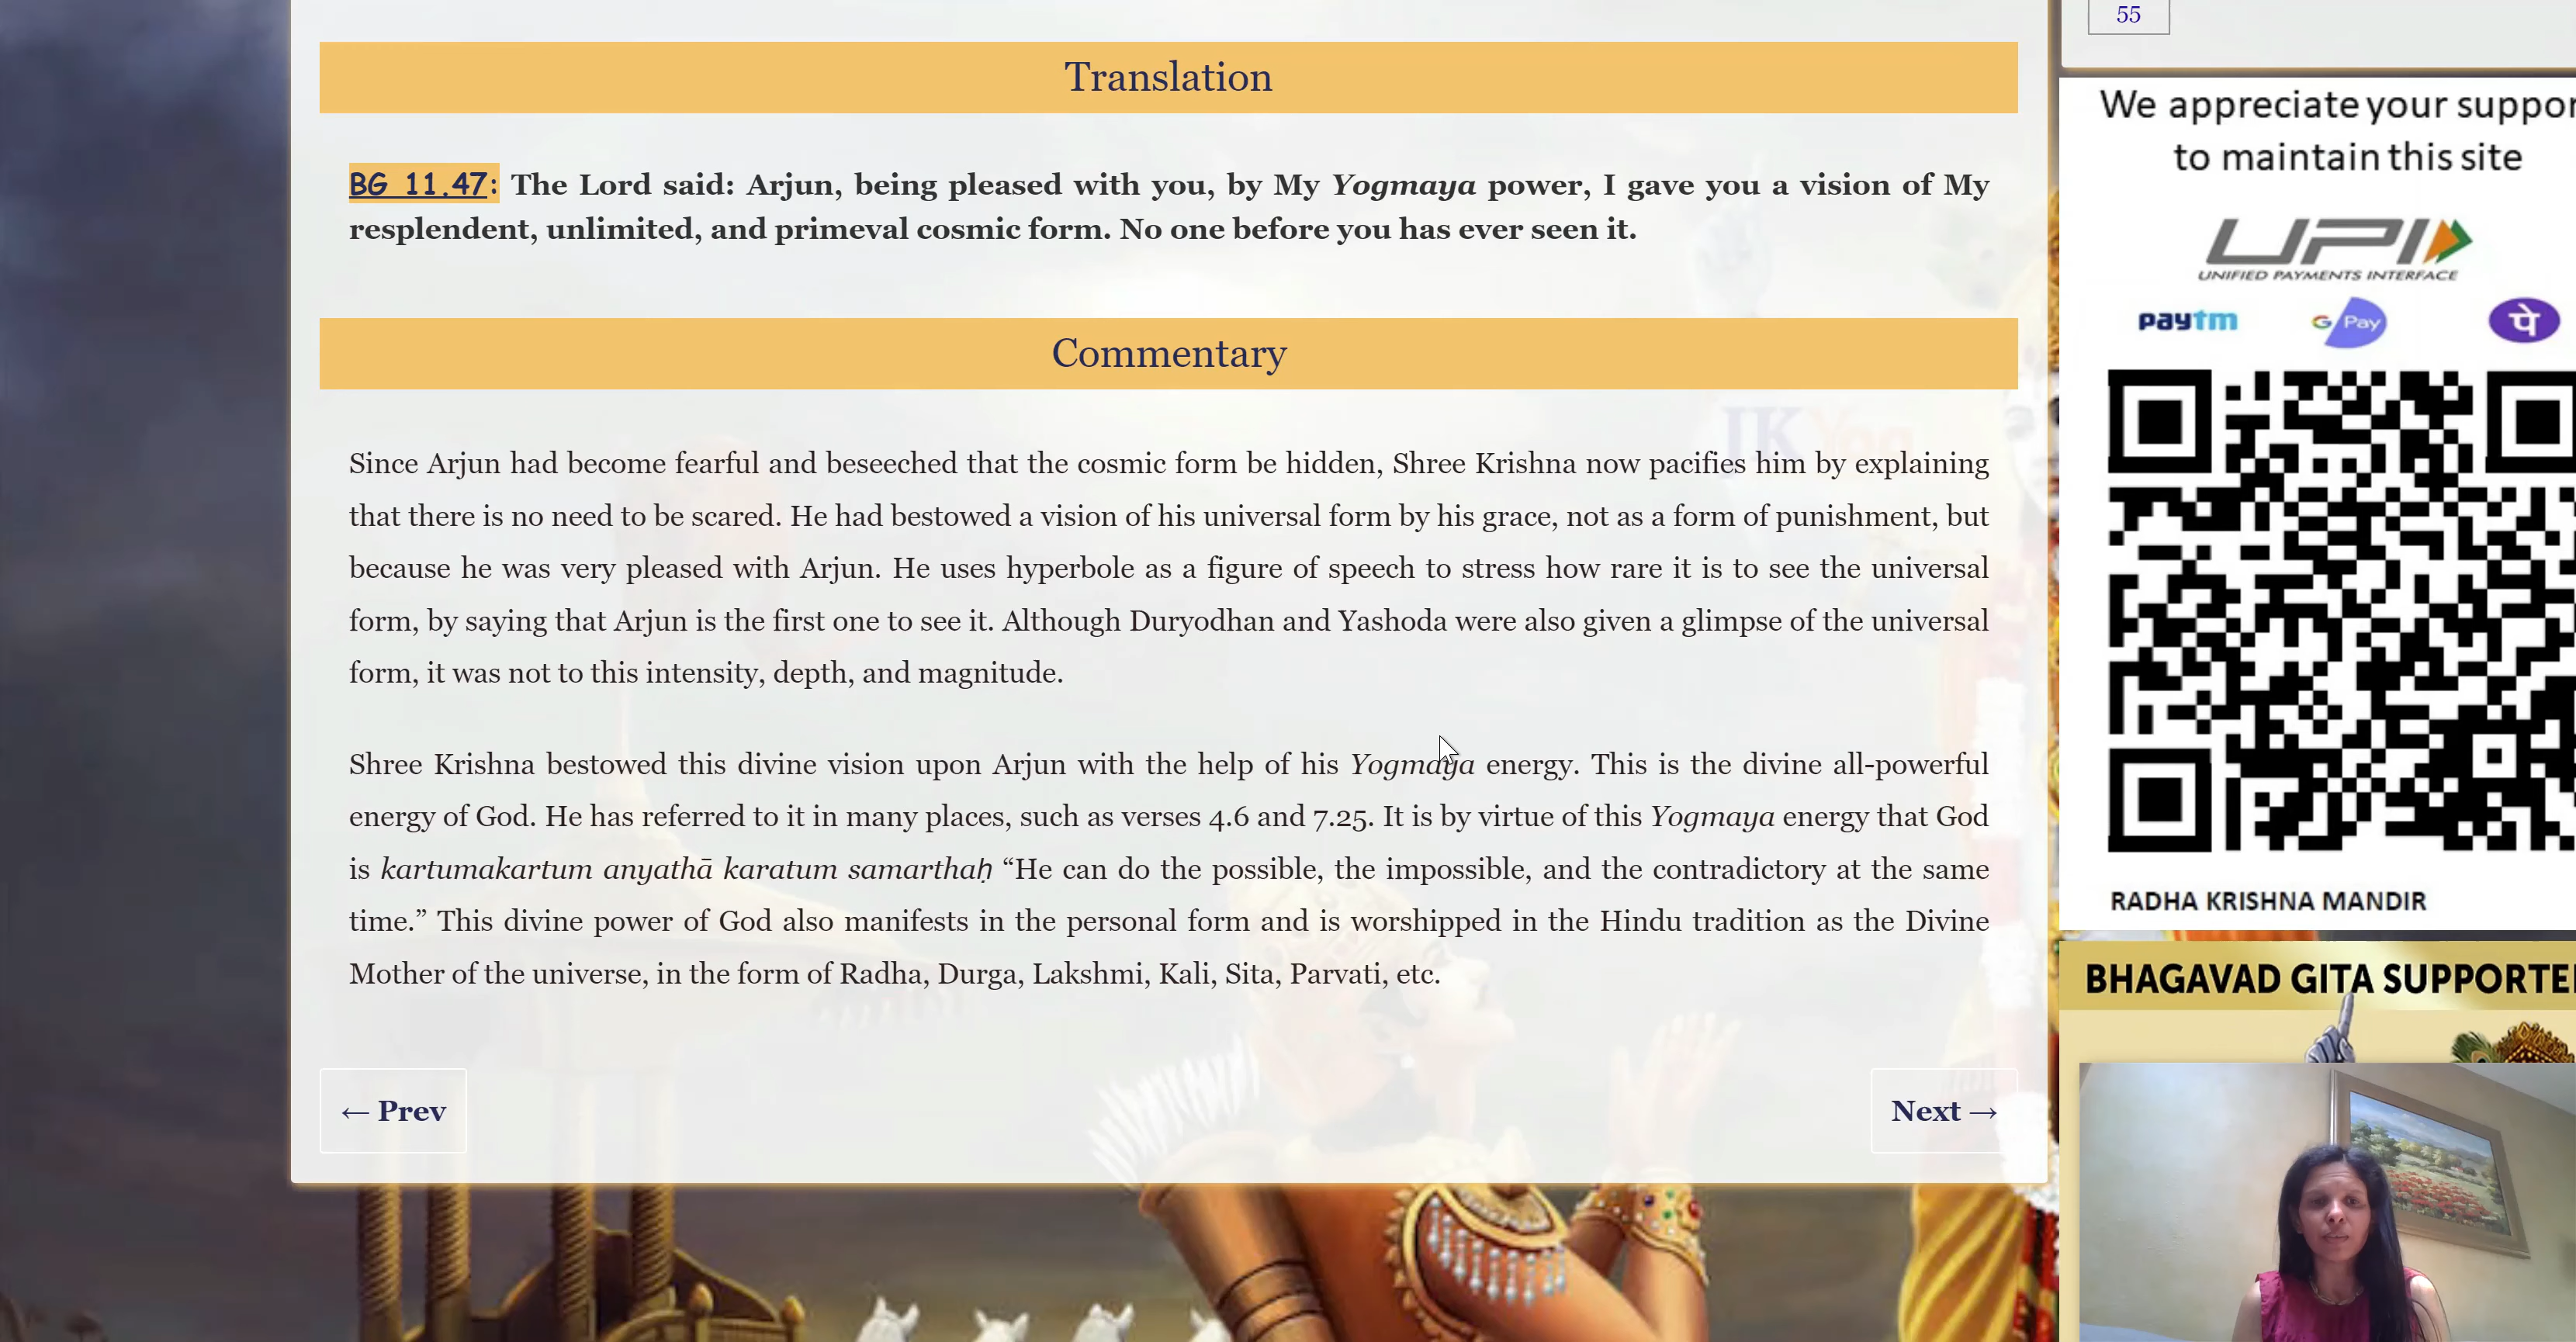 Translation
BG 11.47: The Lord said: Arjun, being pleased with you, by My Yogmaya power, I gave you a vision of My
resplendent, unlimited, and primeval cosmic form. No one before you has ever seen it.
Commentary
Since Arjun had become fearful and beseeched that the cosmic form be hidden, Shree Krishna now pacifies him by explaining
that there is no need to be scared. He had bestowed a vision of his universal form by his grace, not as a form of punishment, but
because he was very pleased with Arjun. He uses hyperbole as a figure of speech to stress how rare it is to see the universal
form, by saying that Arjun is the first one to see it. Although Duryodhan and Yashoda were also given a glimpse of the universal
form, it was not to this intensity, depth, and magnitude.
Shree Krishna bestowed this divine vision upon Arjun with the help of his Yogmaya energy. This is the divine all-powerful
energy of God. He has referred to it in many places, such as verses 4.6 and 7.25. It is by virtue of this Yogmaya energy that God
is kartumakartum anyathā karatum samarthaḥ “He can do the possible, the impossible, and the contradictory at the same
time.” This divine power of God also manifests in the personal form and is worshipped in the Hindu tradition as the Divine
Mother of the universe, in the form of Radha, Durga, Lakshmi, Kali, Sita, Parvati, etc.
← Prev
Next →
55
We appreciate your suppor
to maintain this site
UPI
UNIFIED PAYMENTS INTERFACE
paytm
G Pay
पे
RADHA KRISHNA MANDIR
BHAGAVAD GITA SUPPORTE
JKYog